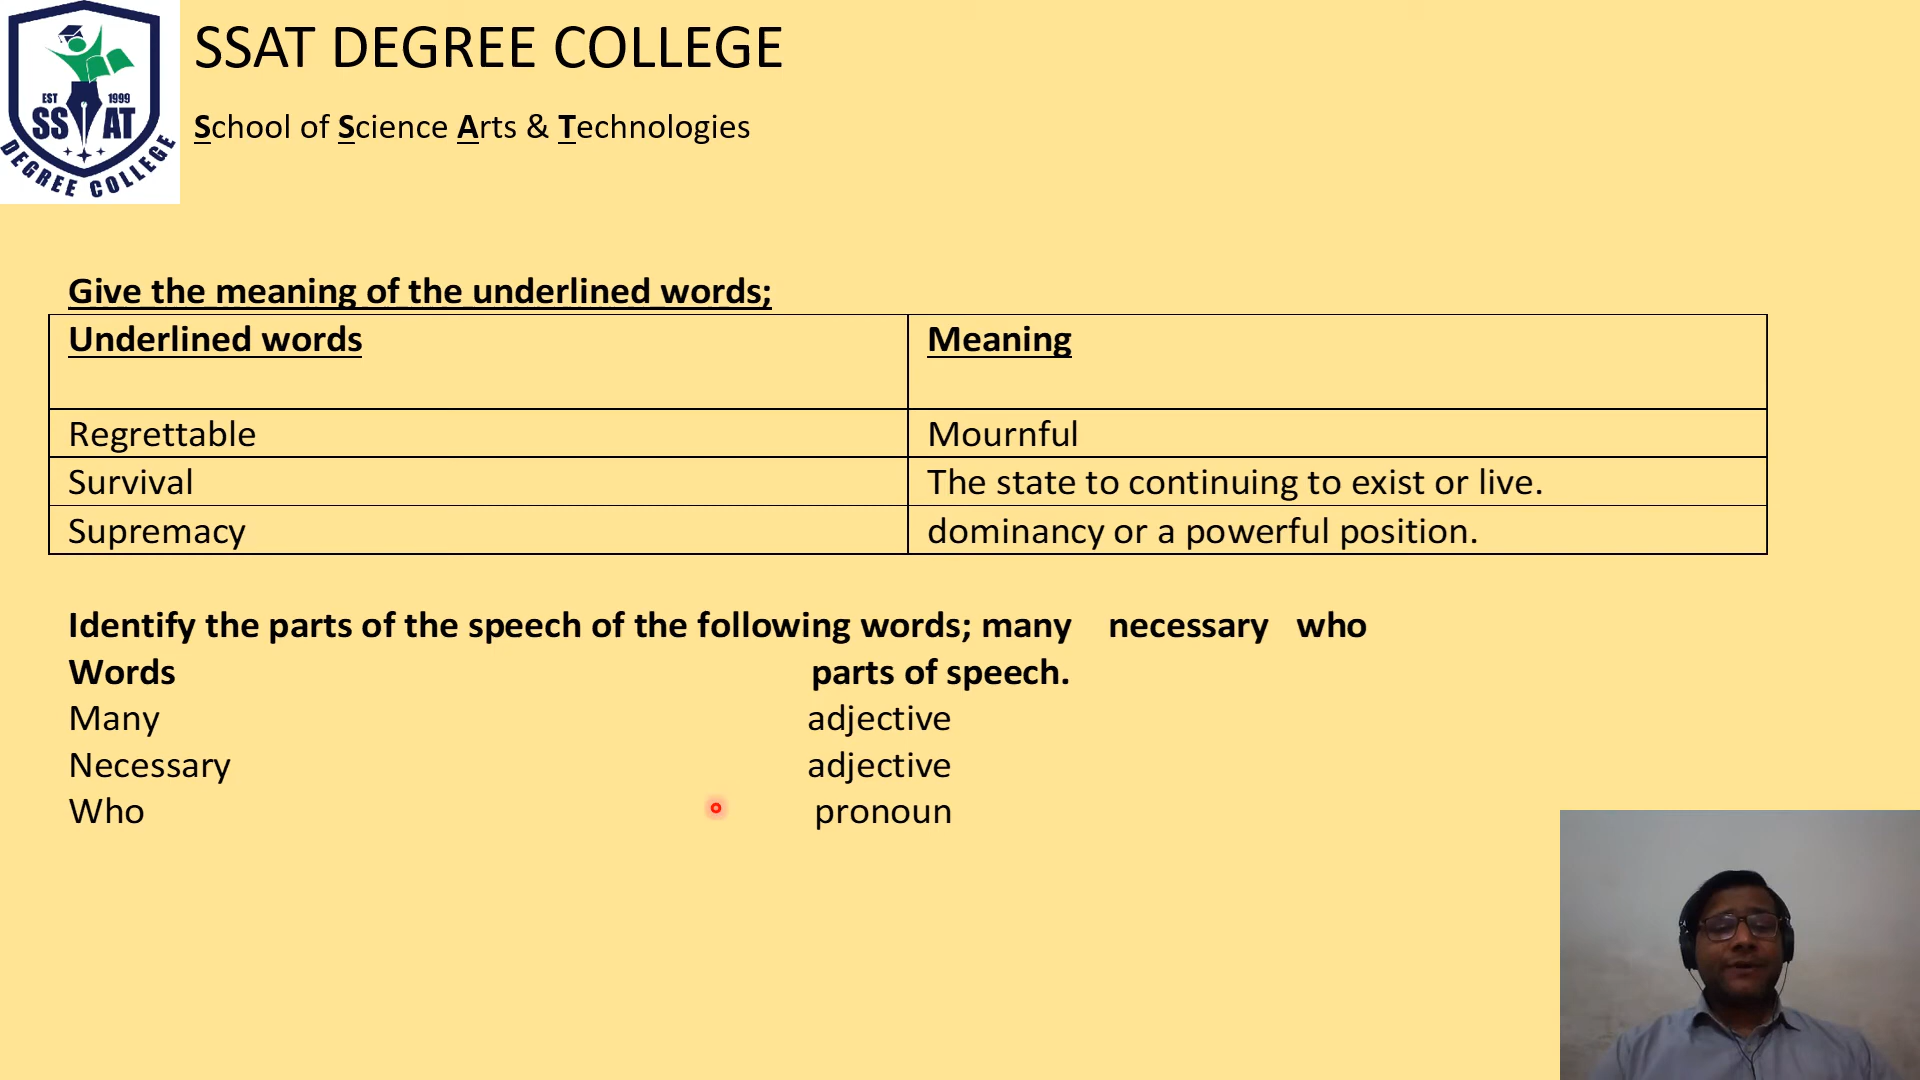 EST 1999
SS AT
DEGREE COLLEGE
SSAT DEGREE COLLEGE
School of Science Arts & Technologies
Give the meaning of the underlined words;
Underlined words Meaning
Regrettable Mournful
Survival The state to continuing to exist or live.
Supremacy dominancy or a powerful position.
Identify the parts of the speech of the following words; many necessary who
Words parts of speech.
Many adjective
Necessary adjective
Who pronoun